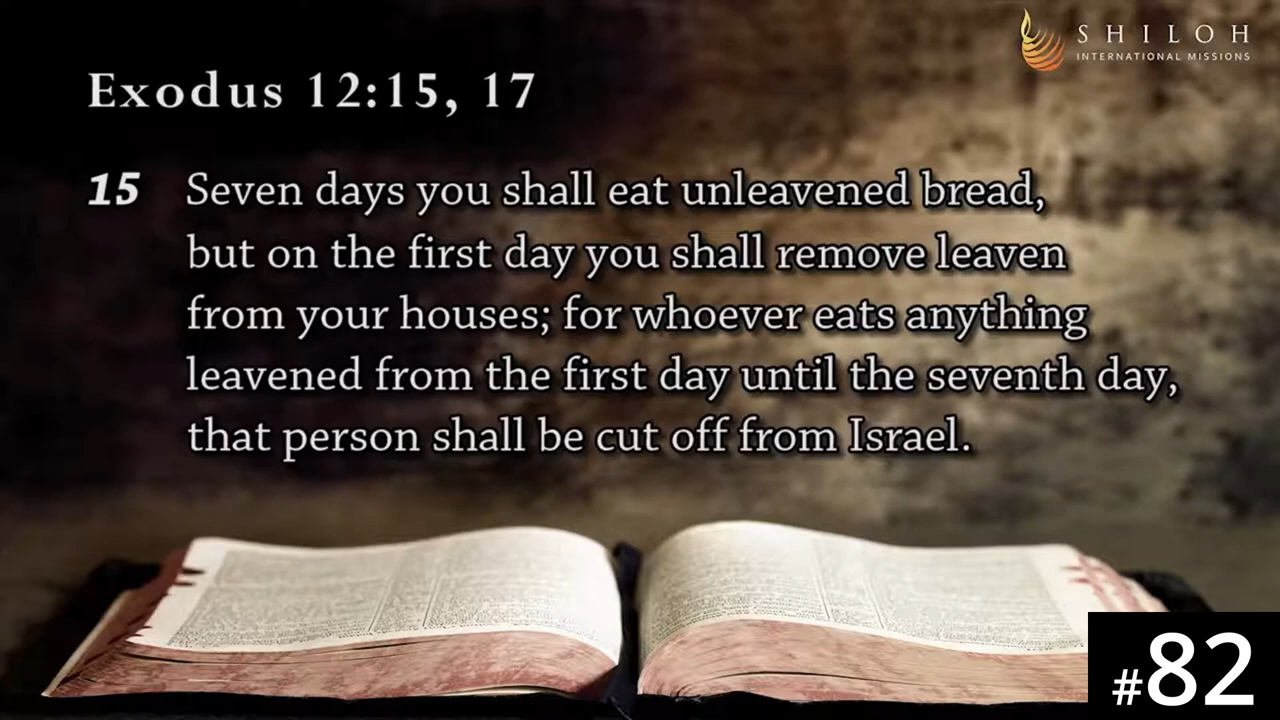 SHILOH
INTERNATIONAL MISSIONS
Exodus 12:15, 17
15 Seven days you shall eat unleavened bread,
but on the first day you shall remove leaven
from your houses; for whoever eats anything
leavened from the first day until the seventh day,
that person shall be cut off from Israel.
#82